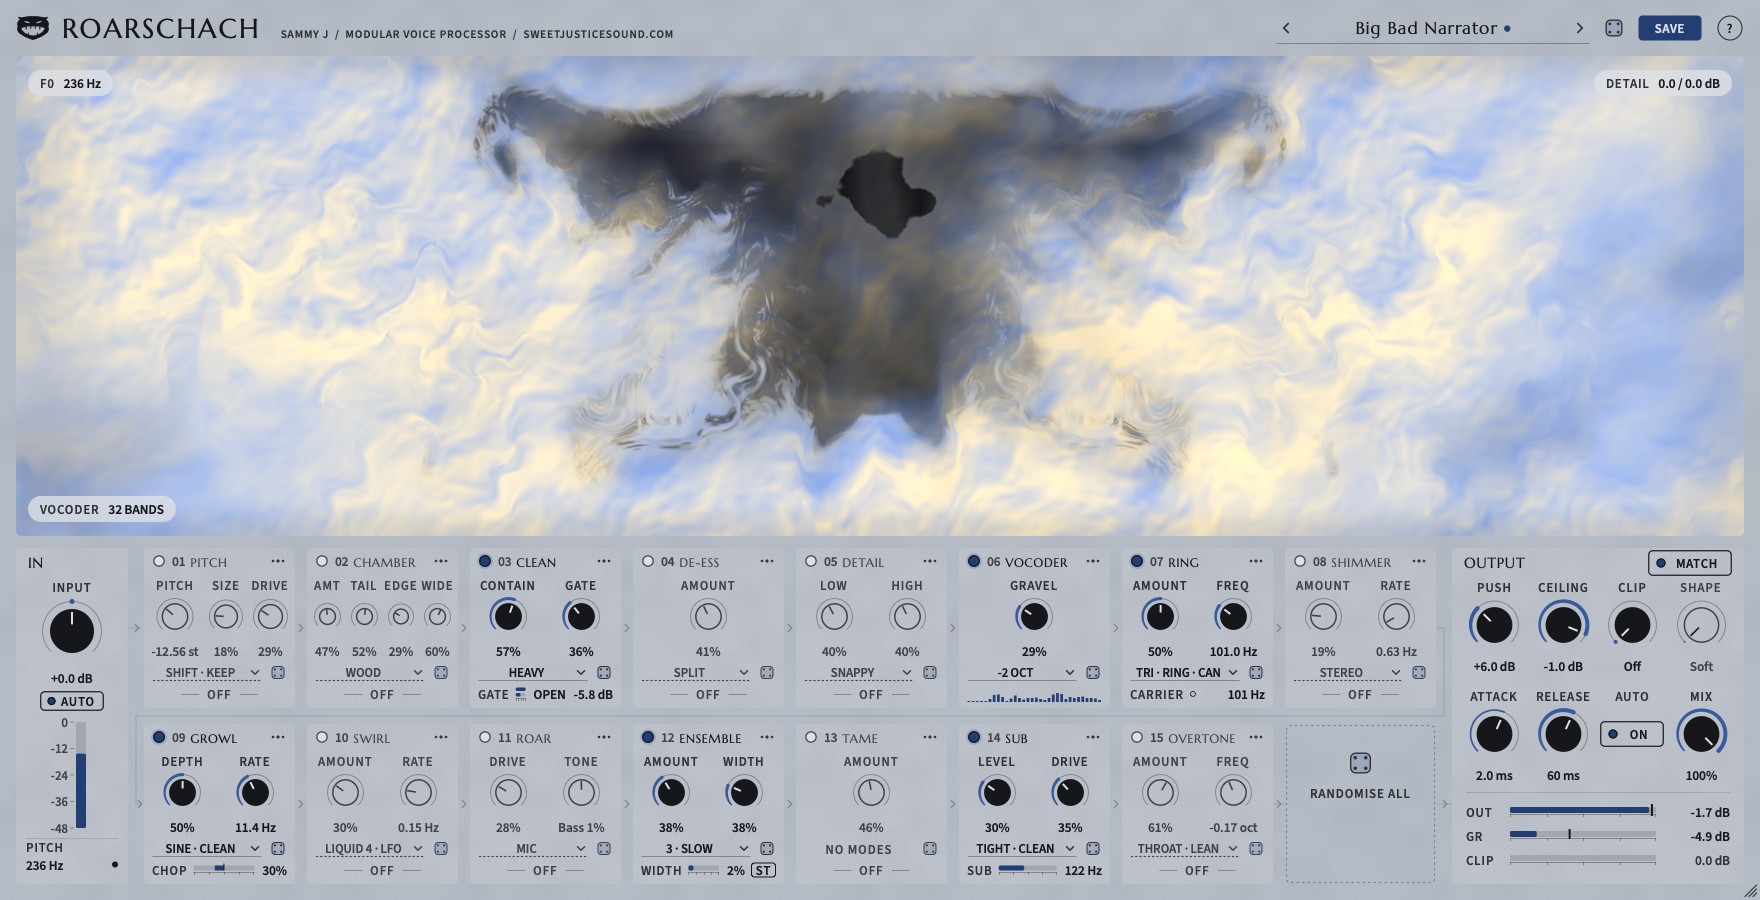 ROARSCHACH SAMMY J / MODULAR VOICE PROCESSOR / SWEETJUSTICESOUND.COM Big Bad Narrator SAVE ?
F0 236 Hz
DETAIL 0.0 / 0.0 dB
VOCODER 32 BANDS
IN
INPUT
+0.0 dB
AUTO
0
-12
-24
-36
-48
PITCH
236 Hz
01 PITCH
PITCH SIZE DRIVE
-12.56 st 18% 29%
SHIFT · KEEP
OFF
02 CHAMBER
AMT TAIL EDGE WIDE
47% 52% 29% 60%
WOOD
OFF
03 CLEAN
CONTAIN GATE
57% 36%
HEAVY
GATE OPEN -5.8 dB
04 DE-ESS
AMOUNT
41%
SPLIT
OFF
05 DETAIL
LOW HIGH
40% 40%
SNAPPY
OFF
06 VOCODER
GRAVEL
29%
-2 OCT
07 RING
AMOUNT FREQ
50% 101.0 Hz
TRI · RING · CAN
CARRIER 101 Hz
08 SHIMMER
AMOUNT RATE
19% 0.63 Hz
STEREO
OFF
09 GROWL
DEPTH RATE
50% 11.4 Hz
SINE · CLEAN
CHOP 30%
10 SWIRL
AMOUNT RATE
30% 0.15 Hz
LIQUID 4 · LFO
OFF
11 ROAR
DRIVE TONE
28% Bass 1%
MIC
OFF
12 ENSEMBLE
AMOUNT WIDTH
38% 38%
3 · SLOW
WIDTH 2% ST
13 TAME
AMOUNT
46%
NO MODES
OFF
14 SUB
LEVEL DRIVE
30% 35%
TIGHT · CLEAN
SUB 122 Hz
15 OVERTONE
AMOUNT FREQ
61% -0.17 oct
THROAT · LEAN
OFF
RANDOMISE ALL
OUTPUT MATCH
PUSH CEILING CLIP SHAPE
+6.0 dB -1.0 dB Off Soft
ATTACK RELEASE AUTO MIX
ON
2.0 ms 60 ms 100%
OUT -1.7 dB
GR -4.9 dB
CLIP 0.0 dB